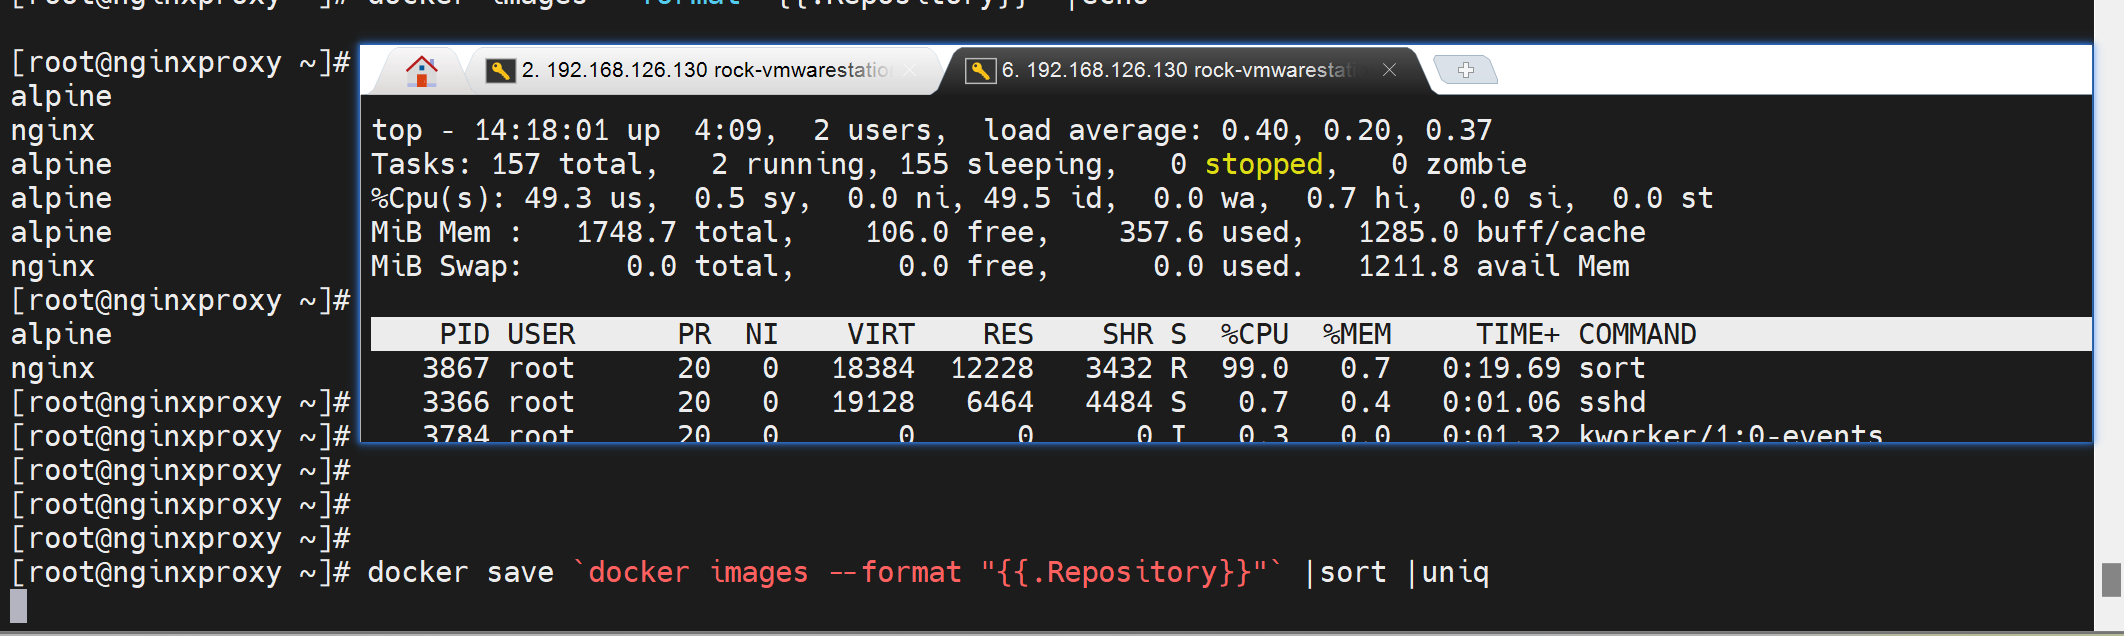 [root@nginxproxy ~]# docker images --format "{{.Repository}}" |echo
[root@nginxproxy ~]#
alpine
nginx
alpine
alpine
alpine
nginx
[root@nginxproxy ~]#
alpine
nginx
[root@nginxproxy ~]#
[root@nginxproxy ~]#
[root@nginxproxy ~]#
[root@nginxproxy ~]#
[root@nginxproxy ~]#
[root@nginxproxy ~]# docker save `docker images --format "{{.Repository}}"` |sort |uniq
2. 192.168.126.130 rock-vmwarestatio
6. 192.168.126.130 rock-vmwarestat
top - 14:18:01 up  4:09,  2 users,  load average: 0.40, 0.20, 0.37
Tasks: 157 total,   2 running, 155 sleeping,   0 stopped,   0 zombie
%Cpu(s): 49.3 us,  0.5 sy,  0.0 ni, 49.5 id,  0.0 wa,  0.7 hi,  0.0 si,  0.0 st
MiB Mem :   1748.7 total,    106.0 free,    357.6 used,   1285.0 buff/cache
MiB Swap:      0.0 total,      0.0 free,      0.0 used.   1211.8 avail Mem
PID USER      PR  NI    VIRT    RES    SHR S  %CPU  %MEM     TIME+ COMMAND
3867 root      20   0   18384  12228   3432 R  99.0   0.7   0:19.69 sort
3366 root      20   0   19128   6464   4484 S   0.7   0.4   0:01.06 sshd
3784 root      20   0       0      0      0 I   0.3   0.0   0:01.32 kworker/1:0-events